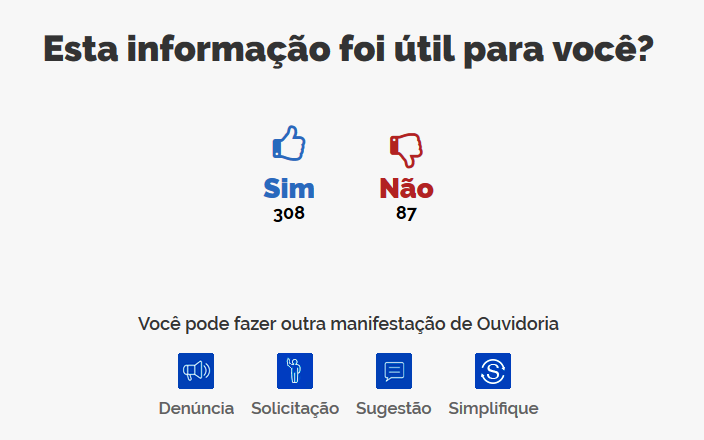 Esta informação foi útil para você?
Sim Não
308 87
Você pode fazer outra manifestação de Ouvidoria
S
Denúncia Solicitação Sugestão Simplifique